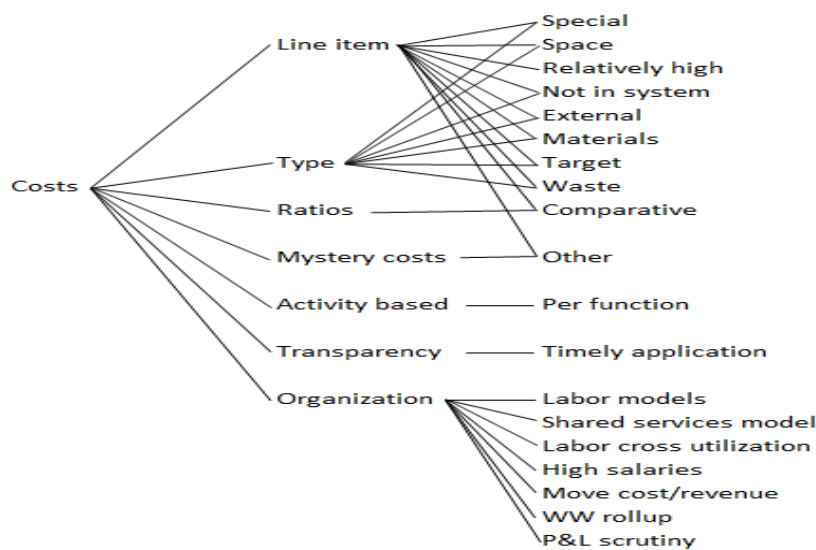 Costs
Line item
Type
Ratios
Mystery costs
Activity based
Transparency
Organization
Special
Space
Relatively high
Not in system
External
Materials
Target
Waste
Comparative
Other
Per function
Timely application
Labor models
Shared services model
Labor cross utilization
High salaries
Move cost/revenue
WW rollup
P&L scrutiny